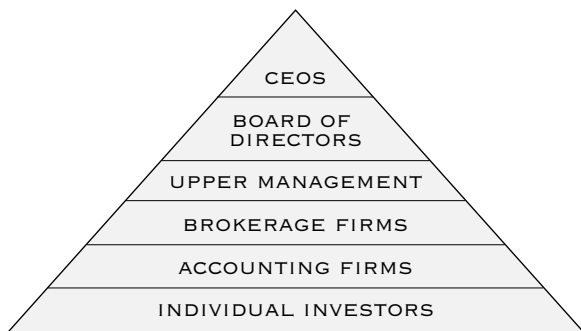 CEOS
BOARD OF
DIRECTORS
UPPER MANAGEMENT
BROKERAGE FIRMS
ACCOUNTING FIRMS
INDIVIDUAL INVESTORS